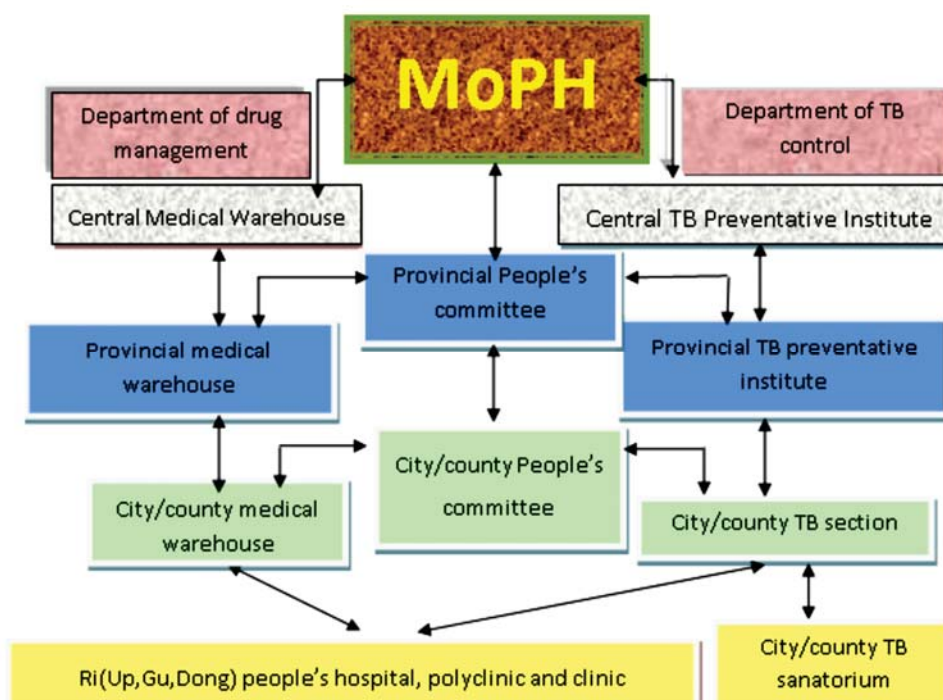 MoPH
Department of drug
management
Department of TB
control
Central Medical Warehouse
Central TB Preventative Institute
Provincial People's
committee
Provincial medical
warehouse
Provincial TB preventative
institute
City/county People's
committee
City/county medical
warehouse
City/county TB section
Ri(Up,Gu,Dong) people's hospital, polyclinic and clinic
City/county TB
sanatorium